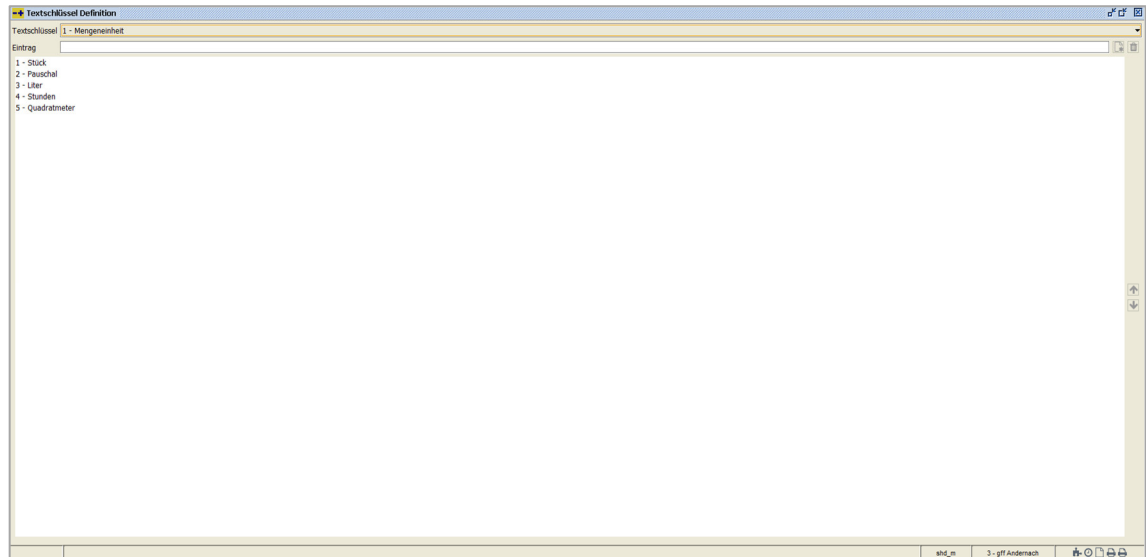 Textschlüssel Definition
Textschlüssel 1 - Mengeneinheit
Eintrag
1 - Stück
2 - Pauschal
3 - Liter
4 - Stunden
5 - Quadratmeter
shd_m 3 - gff Andernach